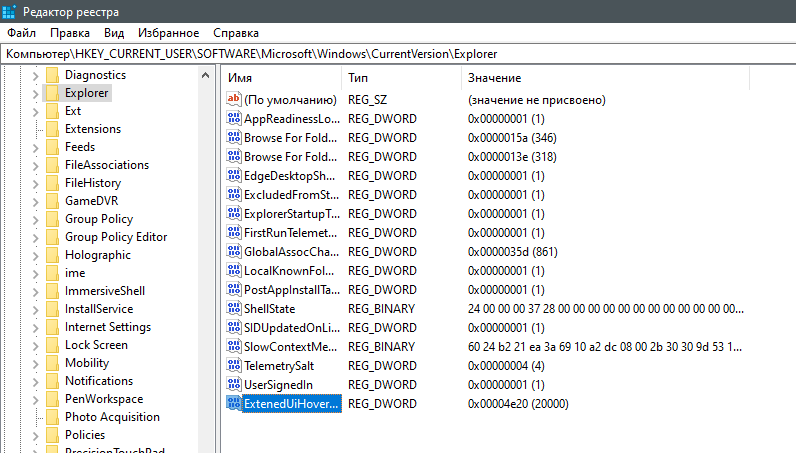 Редактор реестра
Файл Правка Вид Избранное Справка
Компьютер\HKEY_CURRENT_USER\SOFTWARE\Microsoft\Windows\CurrentVersion\Explorer
Diagnostics
Explorer
Ext
Extensions
Feeds
FileAssociations
FileHistory
GameDVR
Group Policy
Group Policy Editor
Holographic
ime
ImmersiveShell
InstallService
Internet Settings
Lock Screen
Mobility
Notifications
PenWorkspace
Photo Acquisition
Policies
PrecisionTouchPad
Имя Тип Значение
ab (По умолчанию) REG_SZ (значение не присвоено)
AppReadinessLo... REG_DWORD 0x00000001 (1)
Browse For Fold... REG_DWORD 0x0000015a (346)
Browse For Fold... REG_DWORD 0x0000013e (318)
EdgeDesktopSh... REG_DWORD 0x00000001 (1)
ExcludedFromSt... REG_DWORD 0x00000001 (1)
ExplorerStartupT... REG_DWORD 0x00000001 (1)
FirstRunTelemet... REG_DWORD 0x00000001 (1)
GlobalAssocCha... REG_DWORD 0x0000035d (861)
LocalKnownFol... REG_DWORD 0x00000001 (1)
PostAppInstallTa... REG_DWORD 0x00000001 (1)
ShellState REG_BINARY 24 00 00 00 37 28 00 00 00 00 00 00 00 00 00 00 00 00...
SIDUpdatedOnLi... REG_DWORD 0x00000001 (1)
SlowContextMe... REG_BINARY 60 24 b2 21 ea 3a 69 10 a2 dc 08 00 2b 30 30 9d 53 1...
TelemetrySalt REG_DWORD 0x00000004 (4)
UserSignedIn REG_DWORD 0x00000001 (1)
ExtenedUiHover... REG_DWORD 0x00004e20 (20000)